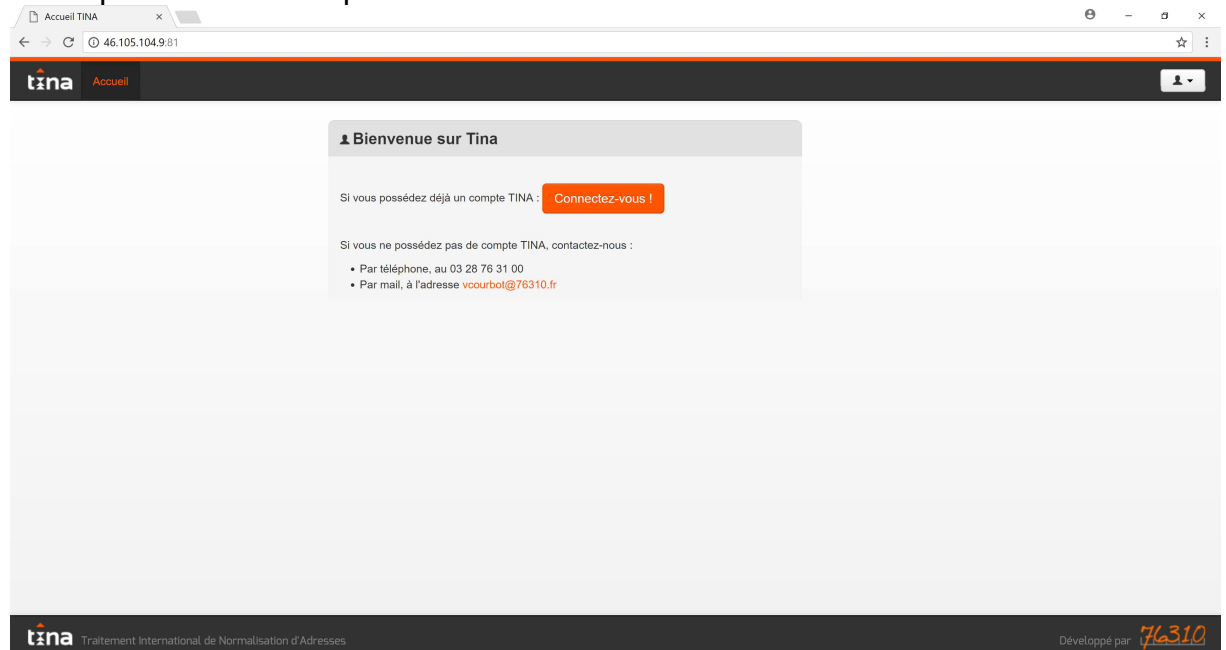 Accueil TINA
46.105.104.9:81
tina Accueil
Bienvenue sur Tina
Si vous possédez déjà un compte TINA : Connectez-vous !
Si vous ne possédez pas de compte TINA, contactez-nous :
• Par téléphone, au 03 28 76 31 00
• Par mail, à l'adresse vcourbot@76310.fr
tina Traitement International de Normalisation d'Adresses Développé par 76310